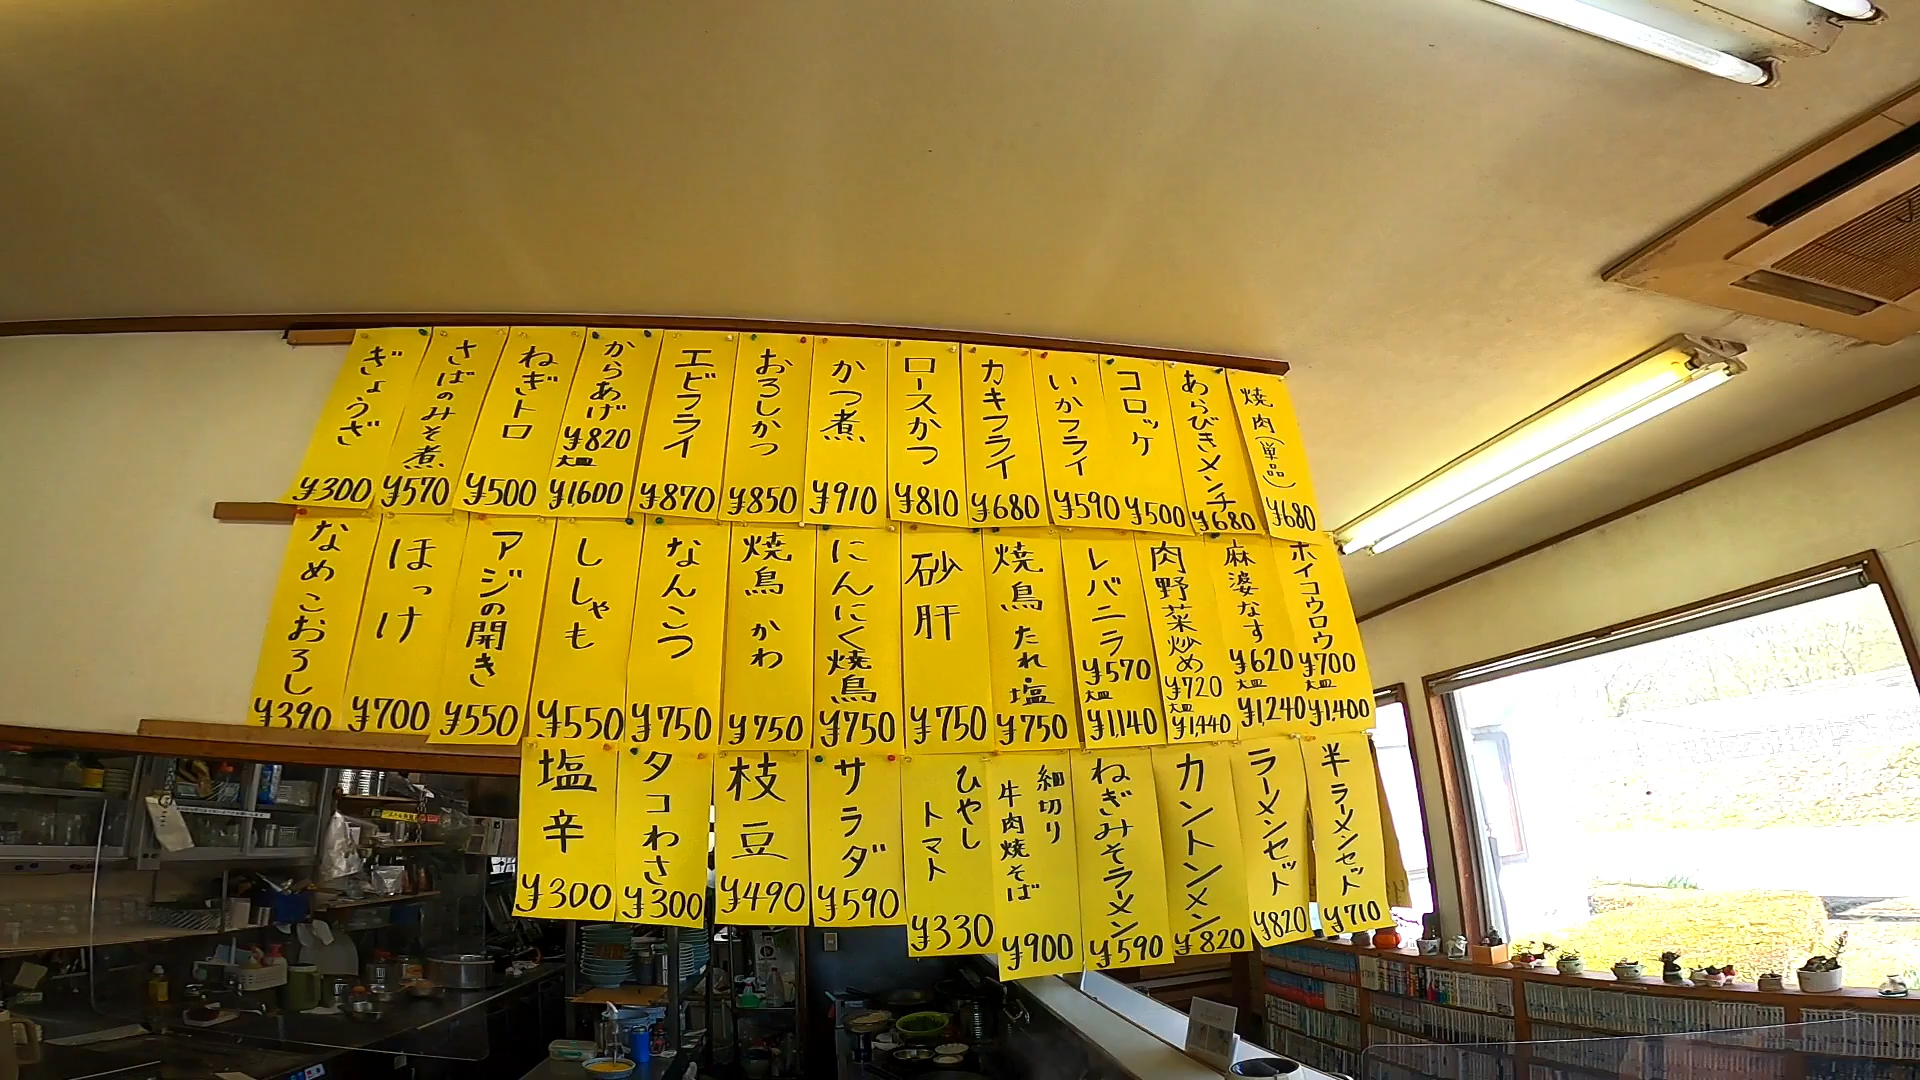 焼肉(単品)
¥680
あらびきメンチ
¥680
コロッケ
¥500
いかフライ
¥590
カキフライ
¥680
ロースかつ
¥810
かつ煮
¥910
おろしかつ
¥850
エビフライ
¥870
からあげ
¥820
大皿
¥1600
ねぎトロ
¥500
さばのみそ煮
¥570
ぎょうざ
¥300
ホイコウロウ
¥700
大皿
¥1,400
麻婆なす
¥620
大皿
¥1,240
肉野菜炒め
¥720
大皿
¥1,440
レバニラ
¥570
大皿
¥1,140
焼鳥 たれ・塩
¥750
砂肝
¥750
にんにく焼鳥
¥750
焼鳥 かわ
¥750
なんこつ
¥750
ししゃも
¥550
アジの開き
¥550
ほっけ
¥700
なめこおろし
¥390
半ラーメンセット
¥710
ラーメンセット
¥820
カントンメン
¥820
ねぎみそラーメン
¥590
細切り
牛肉焼そば
¥900
ひやし
トマト
¥330
サラダ
¥590
枝豆
¥490
タコわさ
¥300
塩辛
¥300